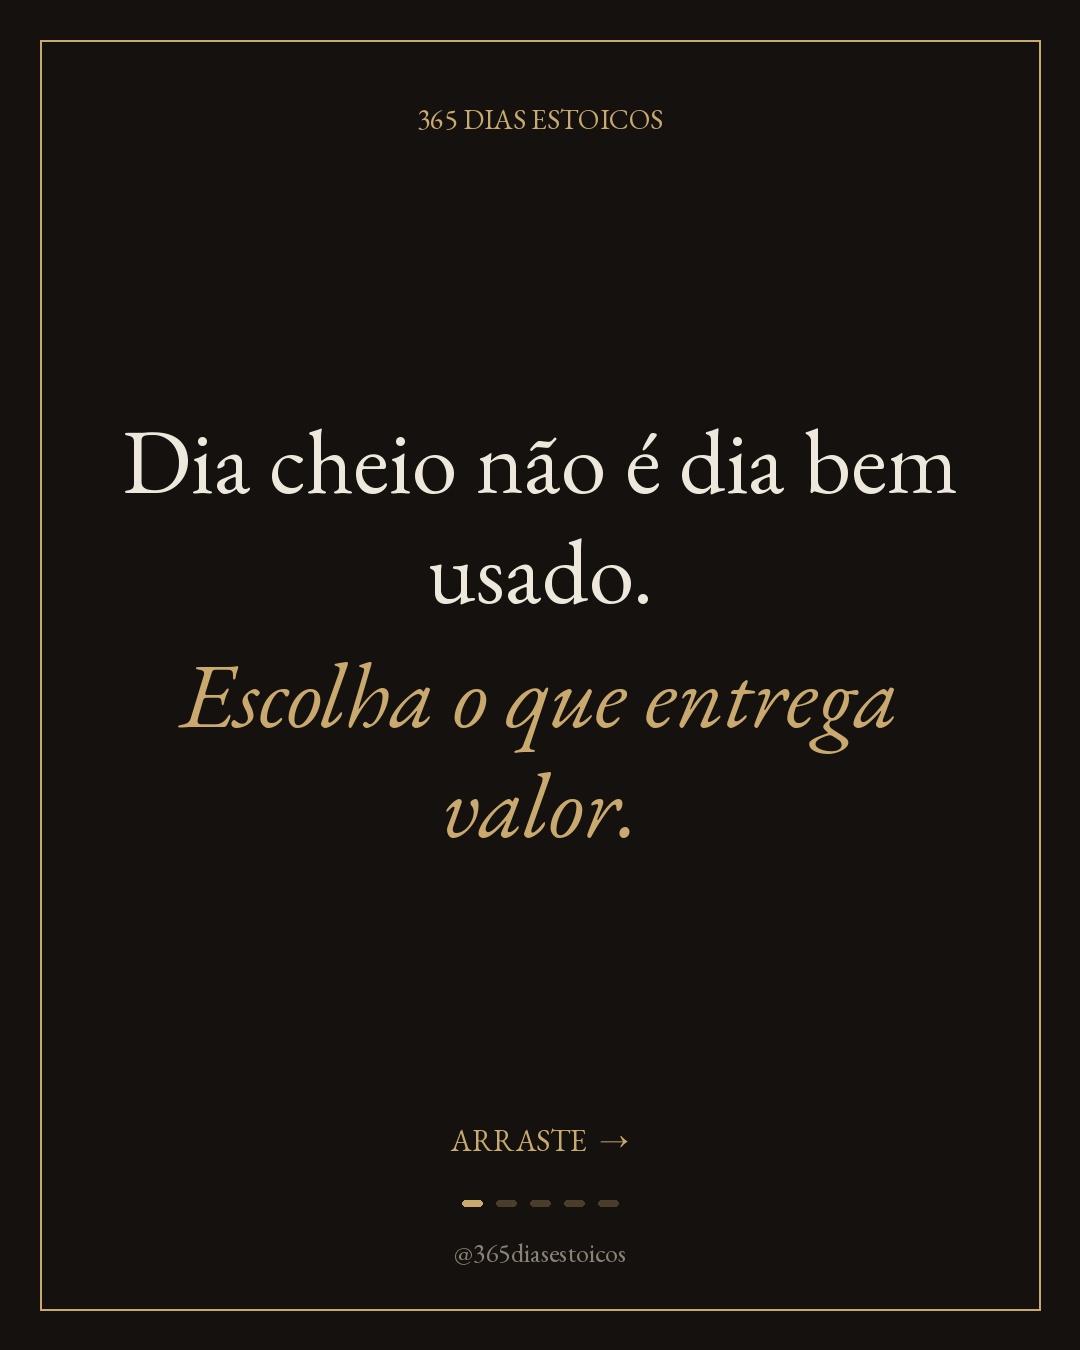 365 DIAS ESTOICOS
Dia cheio não é dia bem
usado.
Escolha o que entrega
valor.
ARRASTE →
@365diasestoicos